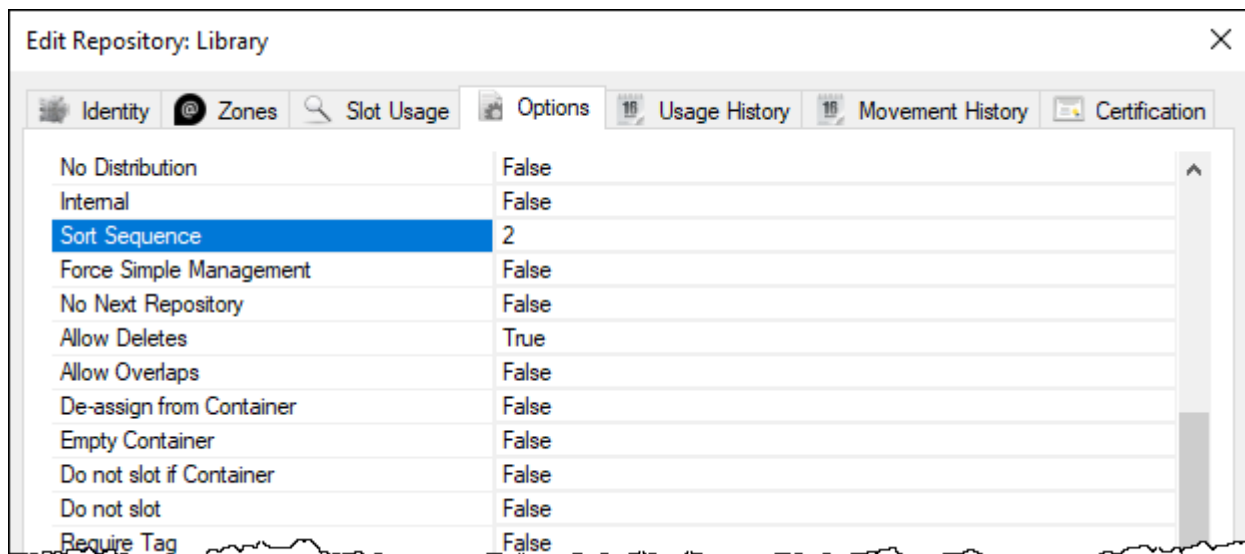 Edit Repository: Library
Identity Zones Slot Usage Options Usage History Movement History Certification
No Distribution False
Internal False
Sort Sequence 2
Force Simple Management False
No Next Repository False
Allow Deletes True
Allow Overlaps False
De-assign from Container False
Empty Container False
Do not slot if Container False
Do not slot False
Require Tag False